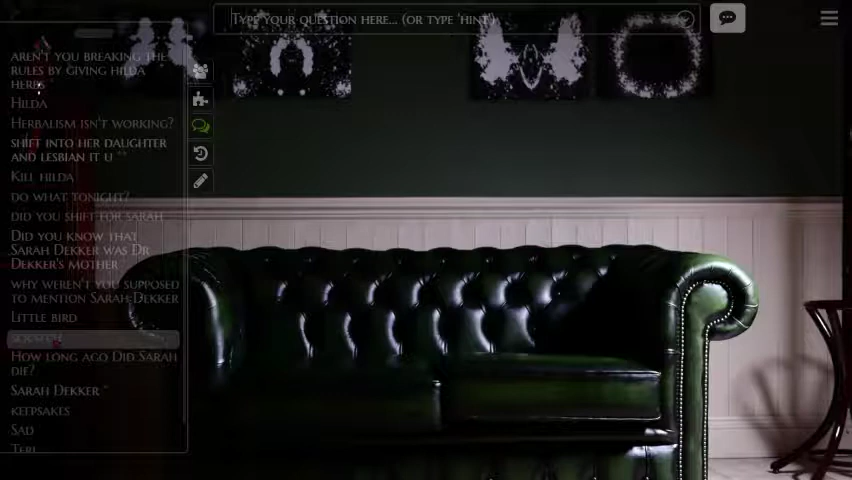 Type your question here... (or type 'hint')
aren't you breaking the
rules by giving hilda
herbs *
Hilda
Herbalism isn't working?
shift into her daughter
and lesbian it u **
Kill hilda
do what tonight?
did you shift for sarah
Did you know that
Sarah Dekker was Dr
Dekker's mother
why weren't you supposed
to mention Sarah Dekker
Little bird
How long ago Did Sarah
die?
Sarah Dekker *
keepsakes
Sad
Teri